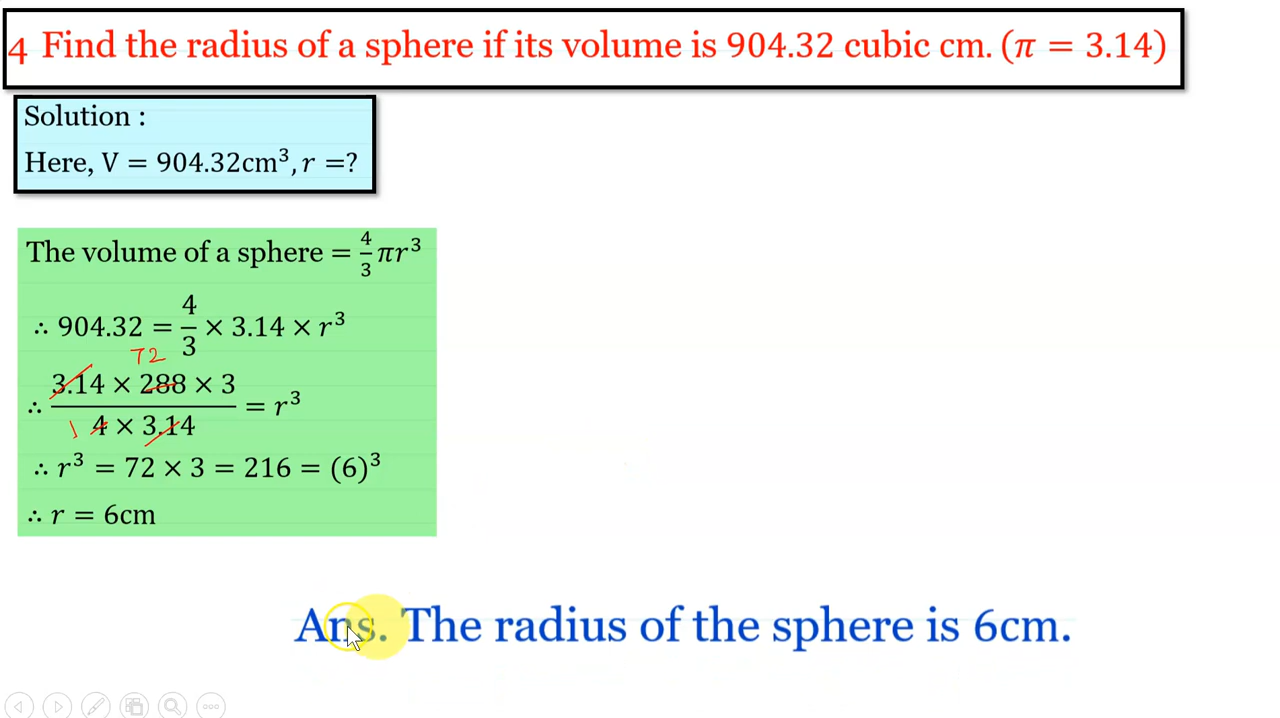 4 Find the radius of a sphere if its volume is 904.32 cubic cm. (π = 3.14)
Solution :
Here, V = 904.32cm³, r =?
The volume of a sphere = 4/3 πr³
∴ 904.32 = 4/3 × 3.14 × r³
72
∴ (3.14 × 288 × 3)/(4 × 3.14) = r³
1
∴ r³ = 72 × 3 = 216 = (6)³
∴ r = 6cm
Ans. The radius of the sphere is 6cm.